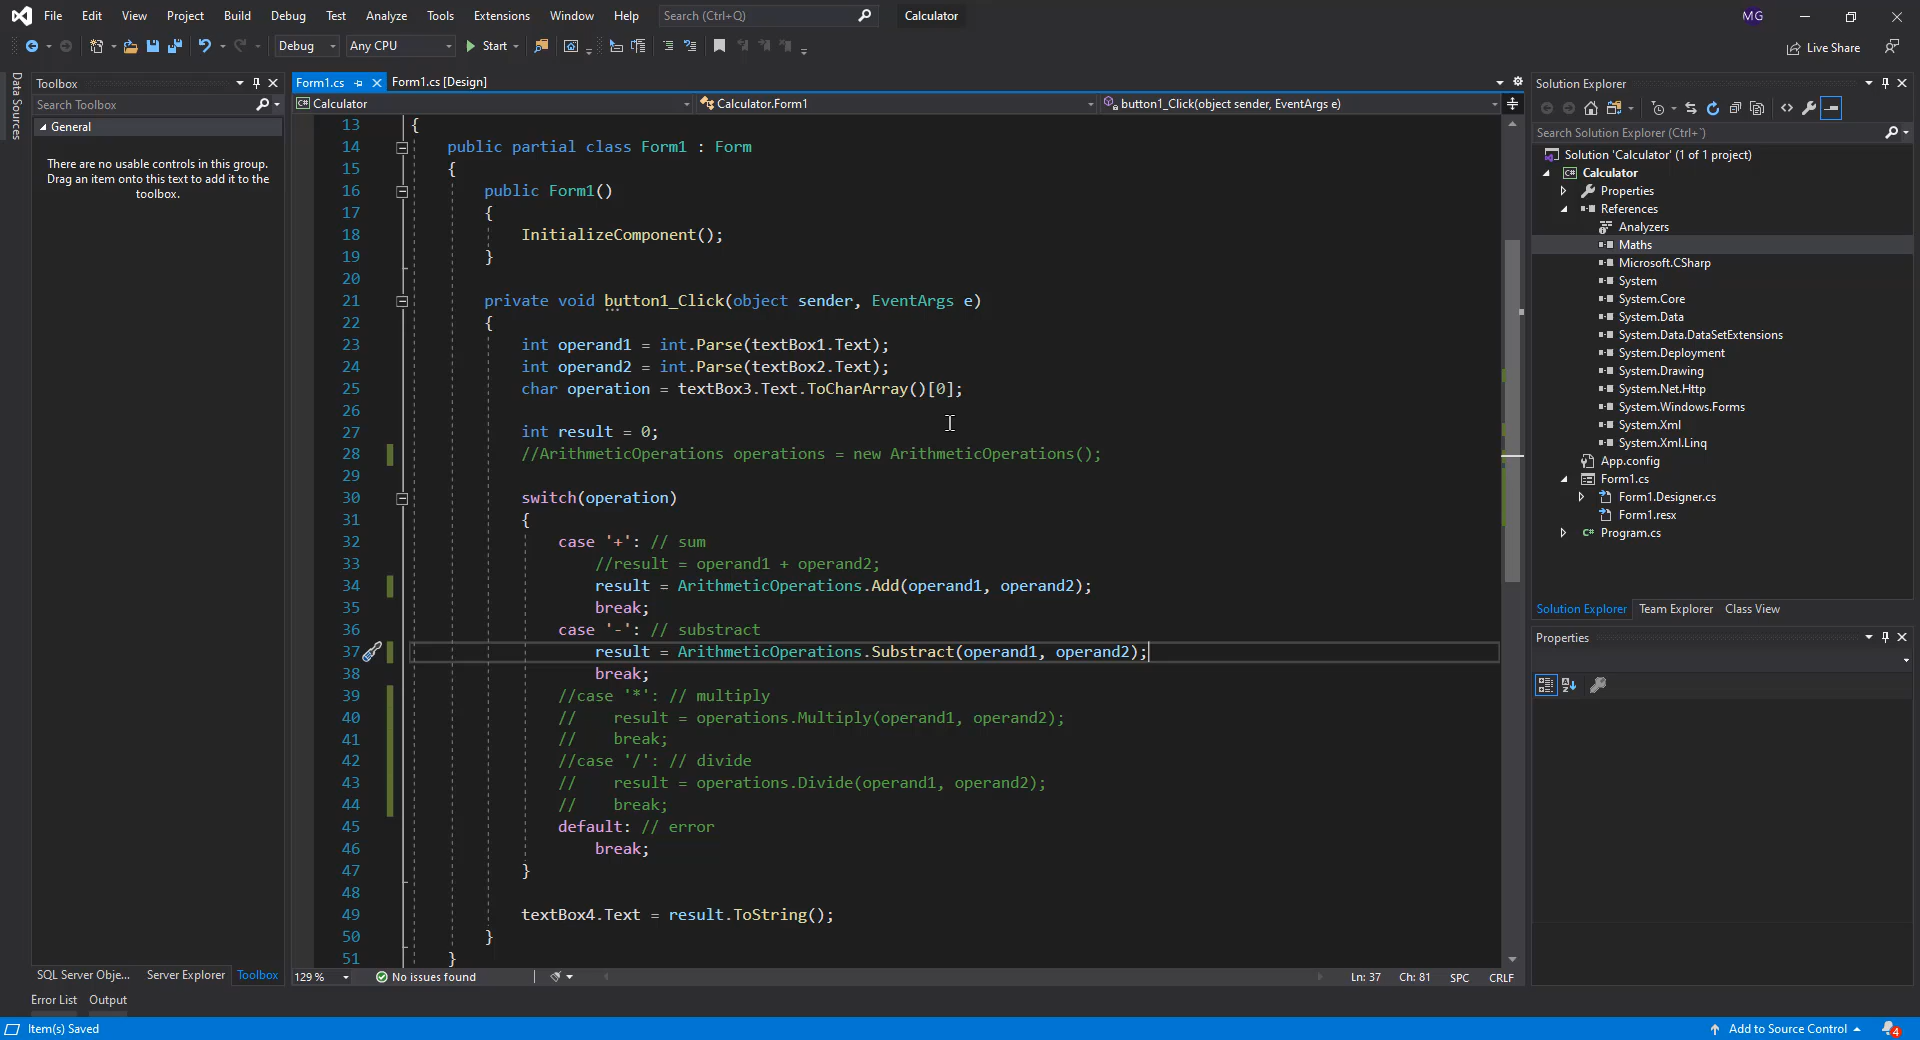 File Edit View Project Build Debug Test Analyze Tools Extensions Window Help Search (Ctrl+Q) Calculator MG
Debug Any CPU Start Live Share
Data Sources
Toolbox
Search Toolbox
General
There are no usable controls in this group.
Drag an item onto this text to add it to the
toolbox.
SQL Server Obje... Server Explorer Toolbox
Form1.cs Form1.cs [Design]
Calculator Calculator.Form1 button1_Click(object sender, EventArgs e)
13 {
14 public partial class Form1 : Form
15 {
16 public Form1()
17 {
18 InitializeComponent();
19 }
20
21 private void button1_Click(object sender, EventArgs e)
22 {
23 int operand1 = int.Parse(textBox1.Text);
24 int operand2 = int.Parse(textBox2.Text);
25 char operation = textBox3.Text.ToCharArray()[0];
26
27 int result = 0;
28 //ArithmeticOperations operations = new ArithmeticOperations();
29
30 switch(operation)
31 {
32 case '+': // sum
33 //result = operand1 + operand2;
34 result = ArithmeticOperations.Add(operand1, operand2);
35 break;
36 case '-': // substract
37 result = ArithmeticOperations.Substract(operand1, operand2);
38 break;
39 //case '*': // multiply
40 // result = operations.Multiply(operand1, operand2);
41 // break;
42 //case '/': // divide
43 // result = operations.Divide(operand1, operand2);
44 // break;
45 default: // error
46 break;
47 }
48
49 textBox4.Text = result.ToString();
50 }
51 }
129 % No issues found Ln: 37 Ch: 81 SPC CRLF
Solution Explorer
Search Solution Explorer (Ctrl+¨)
Solution 'Calculator' (1 of 1 project)
C# Calculator
Properties
References
Analyzers
Maths
Microsoft.CSharp
System
System.Core
System.Data
System.Data.DataSetExtensions
System.Deployment
System.Drawing
System.Net.Http
System.Windows.Forms
System.Xml
System.Xml.Linq
App.config
Form1.cs
Form1.Designer.cs
Form1.resx
C# Program.cs
Solution Explorer Team Explorer Class View
Properties
Error List Output
Item(s) Saved Add to Source Control 4